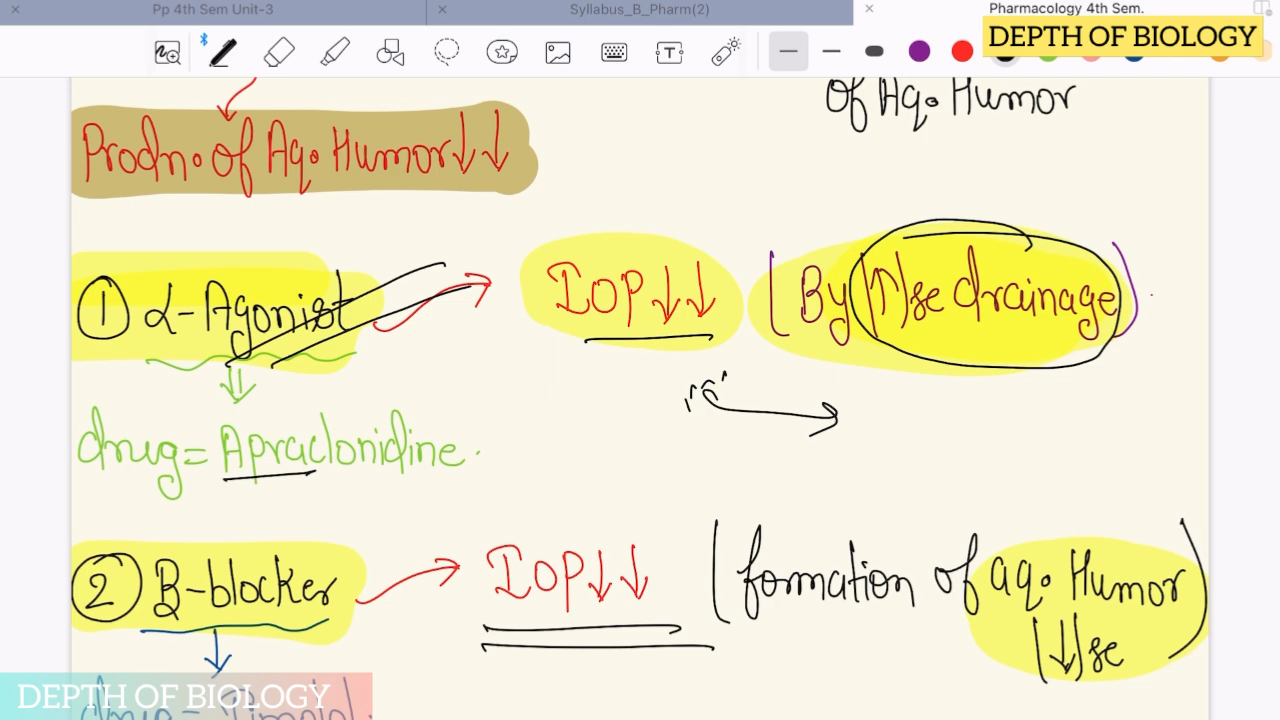 Pp 4th Sem Unit-3
Syllabus_B_Pharm(2)
Pharmacology 4th Sem.
DEPTH OF BIOLOGY
of Aq. Humor
Prodn. of Aq. Humor↓↓
① α-Agonist → IOP↓↓ (By (↑)se drainage)
drug = Apraclonidine.
② β-blocker → IOP↓↓ (formation of aq. Humor
(↓)se)
DEPTH OF BIOLOGY
drug =